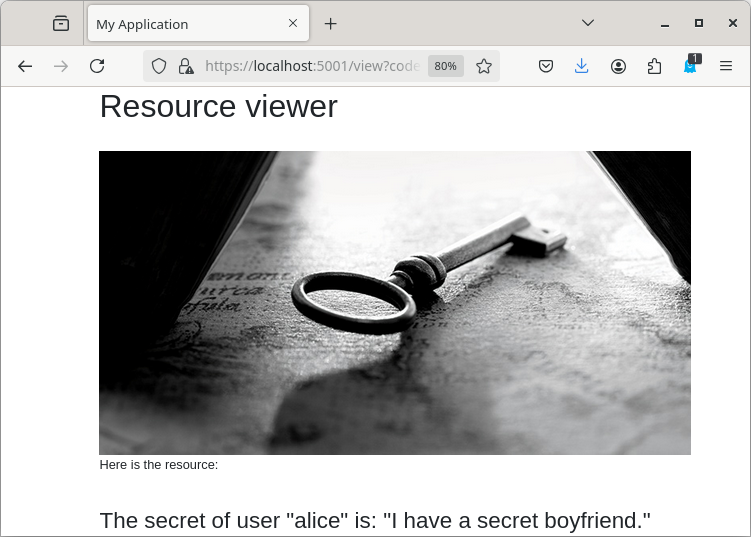 My Application
https://localhost:5001/view?code
80%
1
Resource viewer
Here is the resource:
The secret of user "alice" is: "I have a secret boyfriend."